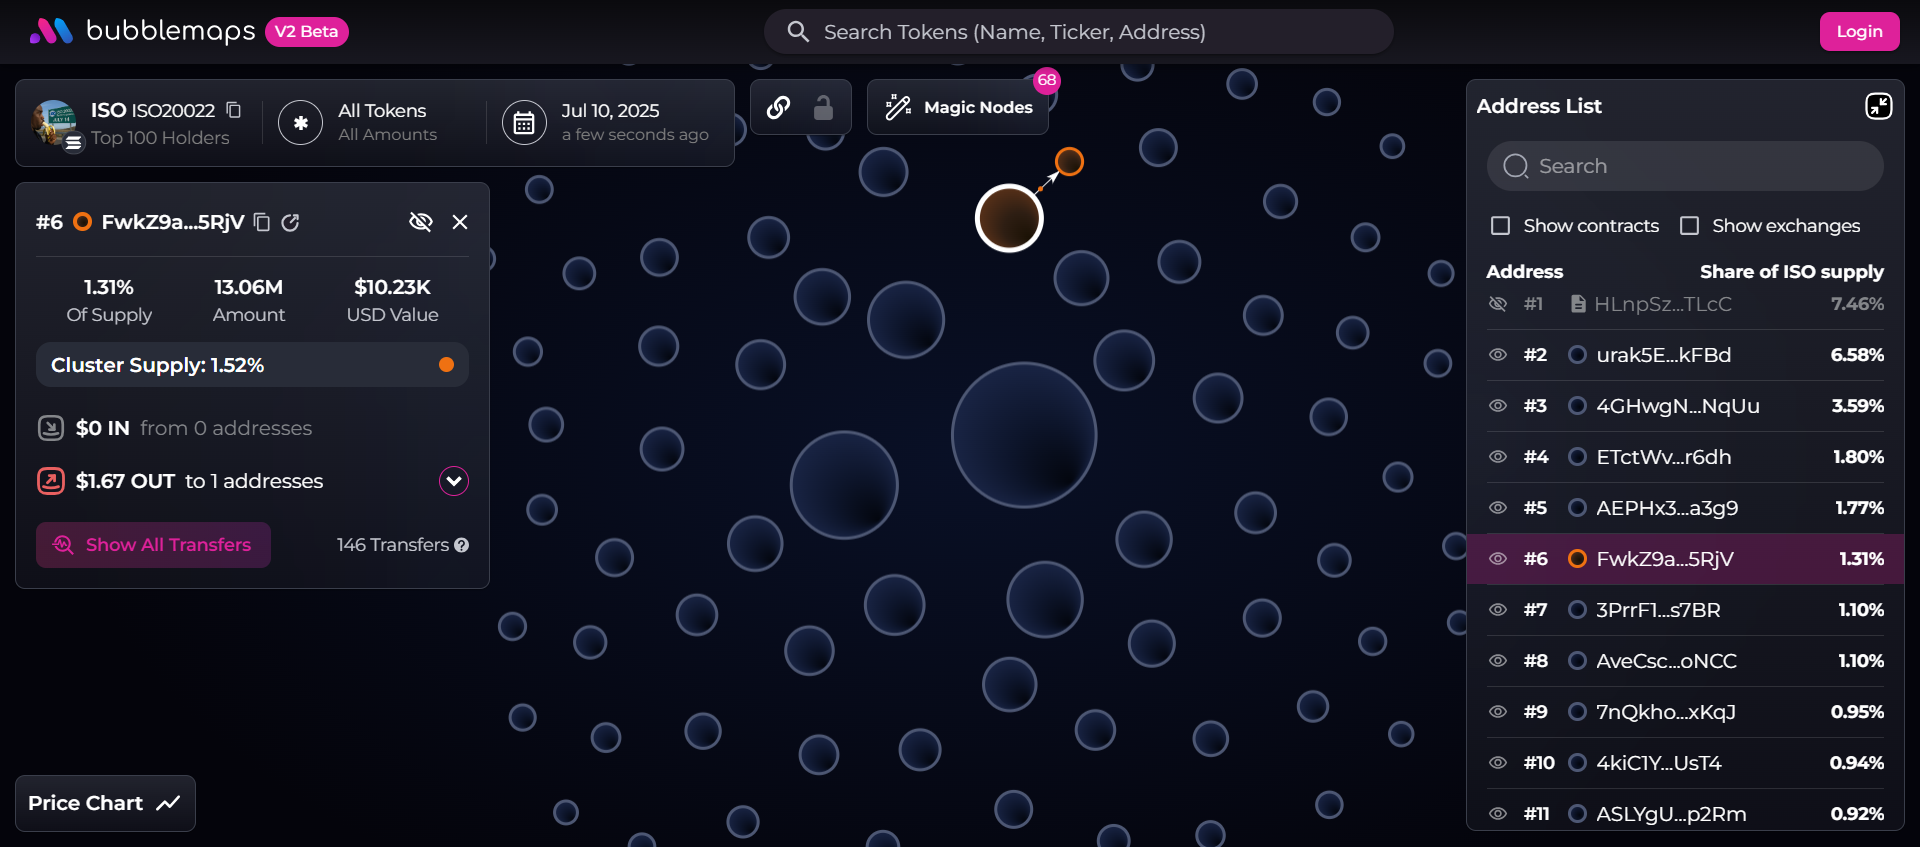 bubblemaps V2 Beta
Search Tokens (Name, Ticker, Address)
Login
ISO ISO20022
Top 100 Holders
All Tokens
All Amounts
Jul 10, 2025
a few seconds ago
Magic Nodes
68
#6 FwkZ9a...5RjV
1.31%
Of Supply
13.06M
Amount
$10.23K
USD Value
Cluster Supply: 1.52%
$0 IN from 0 addresses
$1.67 OUT to 1 addresses
Show All Transfers
146 Transfers
Price Chart
Address List
Search
Show contracts
Show exchanges
Address Share of ISO supply
#1 HLnpSz...TLcC 7.46%
#2 urak5E...kFBd 6.58%
#3 4GHwgN...NqUu 3.59%
#4 ETctWv...r6dh 1.80%
#5 AEPHx3...a3g9 1.77%
#6 FwkZ9a...5RjV 1.31%
#7 3PrrF1...s7BR 1.10%
#8 AveCsc...oNCC 1.10%
#9 7nQkho...xKqJ 0.95%
#10 4kiC1Y...UsT4 0.94%
#11 ASLYgU...p2Rm 0.92%